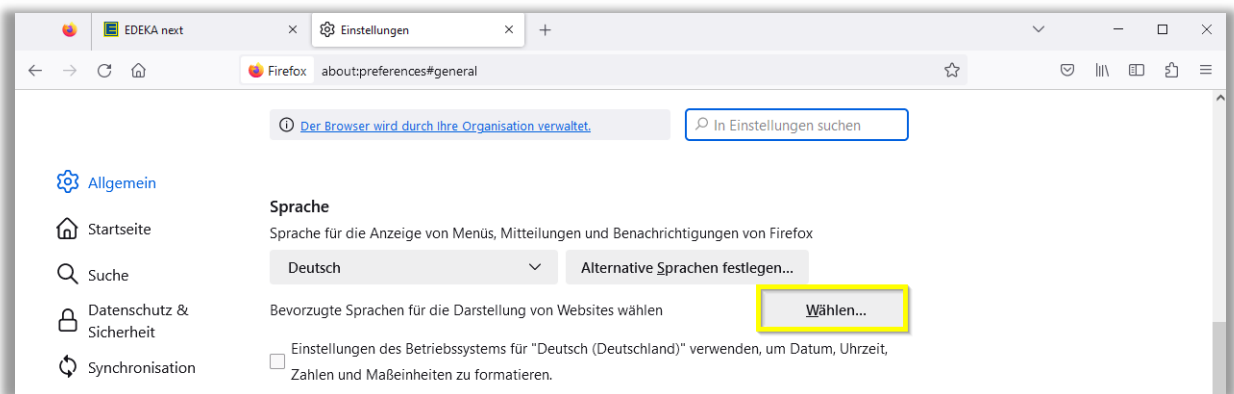 EDEKA next
Einstellungen
Firefox about:preferences#general
Der Browser wird durch Ihre Organisation verwaltet.
In Einstellungen suchen
Allgemein
Startseite
Suche
Datenschutz &
Sicherheit
Synchronisation
Sprache
Sprache für die Anzeige von Menüs, Mitteilungen und Benachrichtigungen von Firefox
Deutsch
Alternative Sprachen festlegen...
Bevorzugte Sprachen für die Darstellung von Websites wählen
Wählen...
Einstellungen des Betriebssystems für "Deutsch (Deutschland)" verwenden, um Datum, Uhrzeit,
Zahlen und Maßeinheiten zu formatieren.